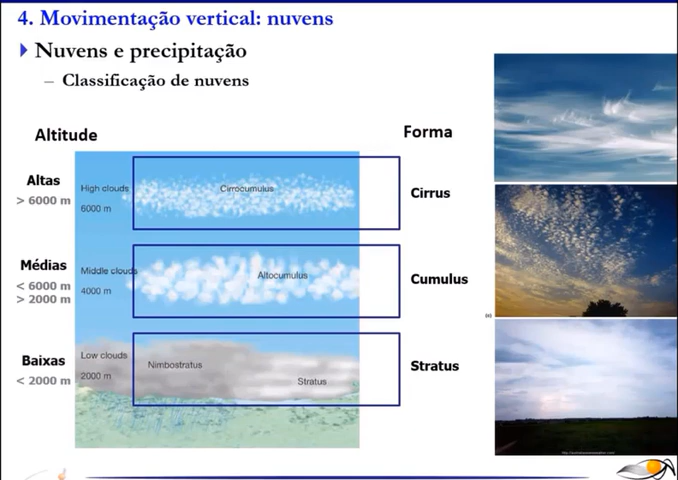 4. Movimentação vertical: nuvens
Nuvens e precipitação
– Classificação de nuvens
Altitude
Forma
Altas
> 6000 m
High clouds
6000 m
Cirrocumulus
Cirrus
Médias
< 6000 m
> 2000 m
Middle clouds
4000 m
Altocumulus
Cumulus
Baixas
< 2000 m
Low clouds
2000 m
Nimbostratus
Stratus
Stratus